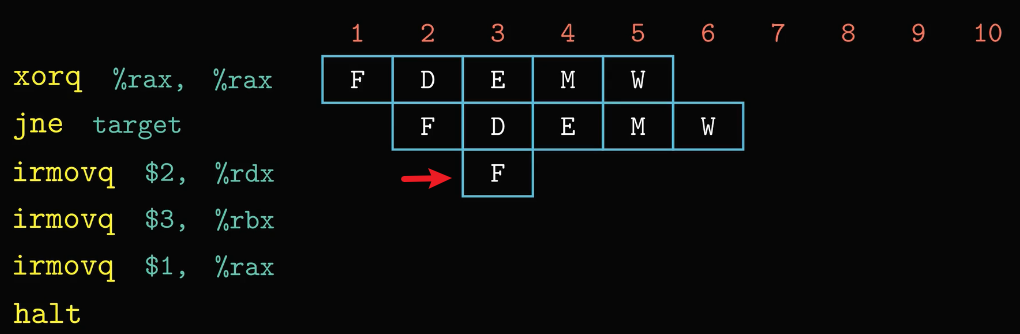 1 2 3 4 5 6 7 8 9 10
xorq %rax, %rax F D E M W
jne target F D E M W
irmovq $2, %rdx F
irmovq $3, %rbx
irmovq $1, %rax
halt